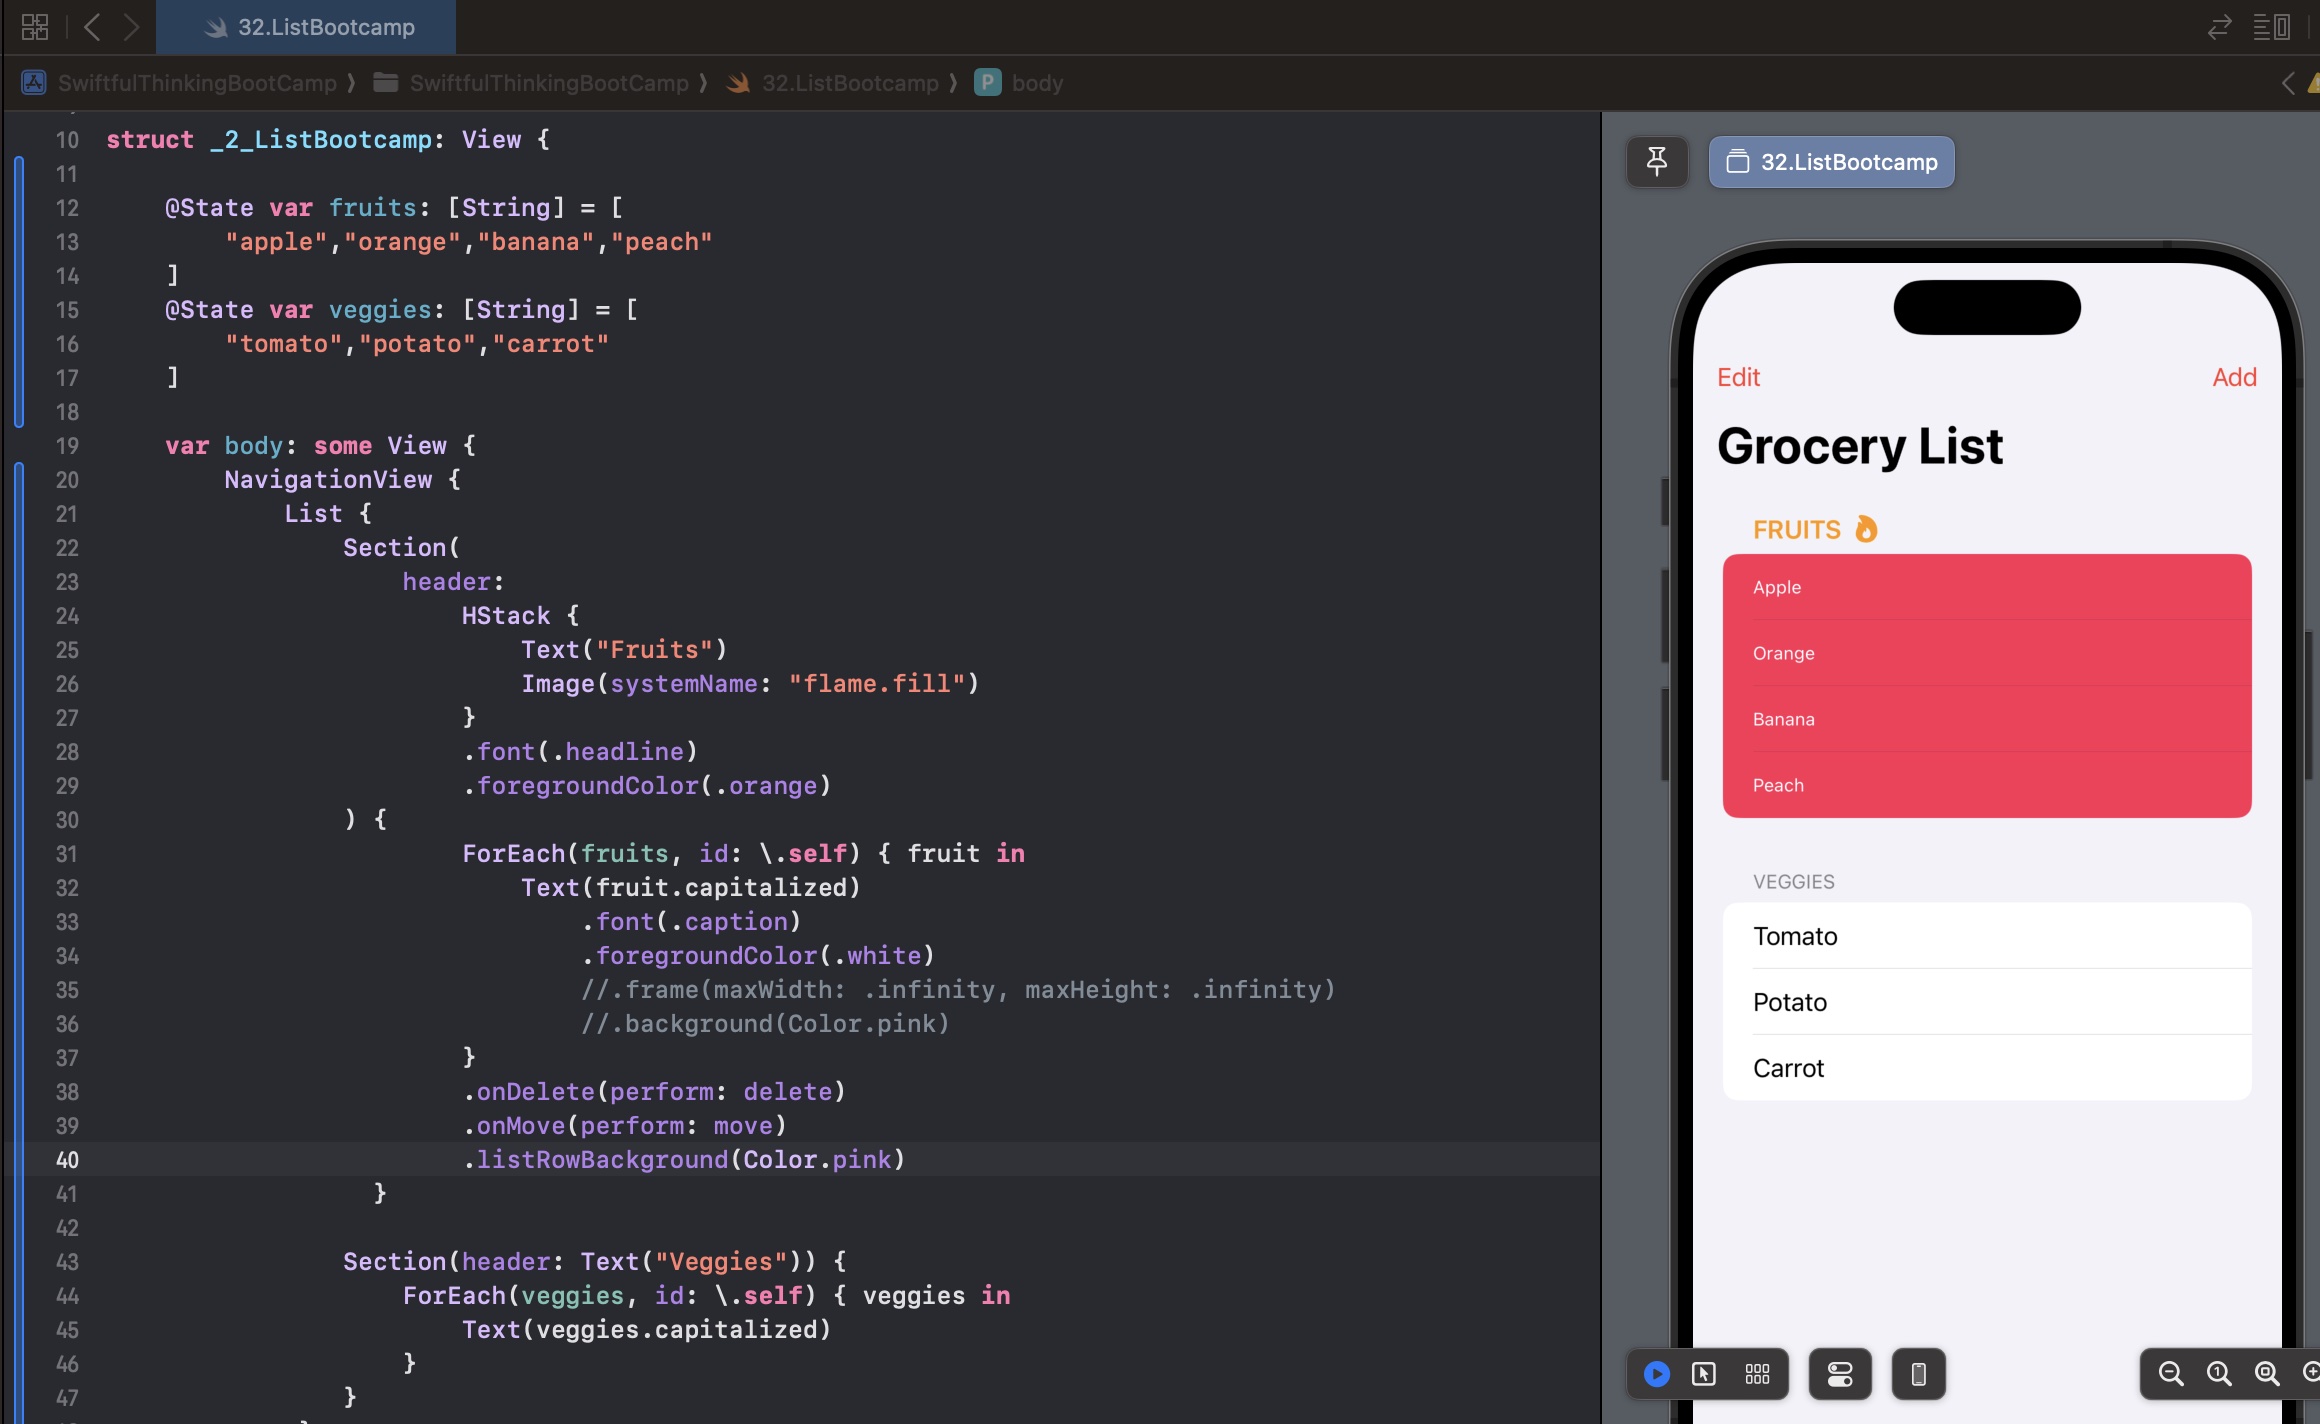 32.ListBootcamp
SwiftfulThinkingBootCamp 〉 SwiftfulThinkingBootCamp 〉 32.ListBootcamp 〉 P body
10 struct _2_ListBootcamp: View {
11
12 @State var fruits: [String] = [
13 "apple","orange","banana","peach"
14 ]
15 @State var veggies: [String] = [
16 "tomato","potato","carrot"
17 ]
18
19 var body: some View {
20 NavigationView {
21 List {
22 Section(
23 header:
24 HStack {
25 Text("Fruits")
26 Image(systemName: "flame.fill")
27 }
28 .font(.headline)
29 .foregroundColor(.orange)
30 ) {
31 ForEach(fruits, id: \.self) { fruit in
32 Text(fruit.capitalized)
33 .font(.caption)
34 .foregroundColor(.white)
35 //.frame(maxWidth: .infinity, maxHeight: .infinity)
36 //.background(Color.pink)
37 }
38 .onDelete(perform: delete)
39 .onMove(perform: move)
40 .listRowBackground(Color.pink)
41 }
42
43 Section(header: Text("Veggies")) {
44 ForEach(veggies, id: \.self) { veggies in
45 Text(veggies.capitalized)
46 }
47 }
32.ListBootcamp
Edit Add
Grocery List
FRUITS
Apple
Orange
Banana
Peach
VEGGIES
Tomato
Potato
Carrot